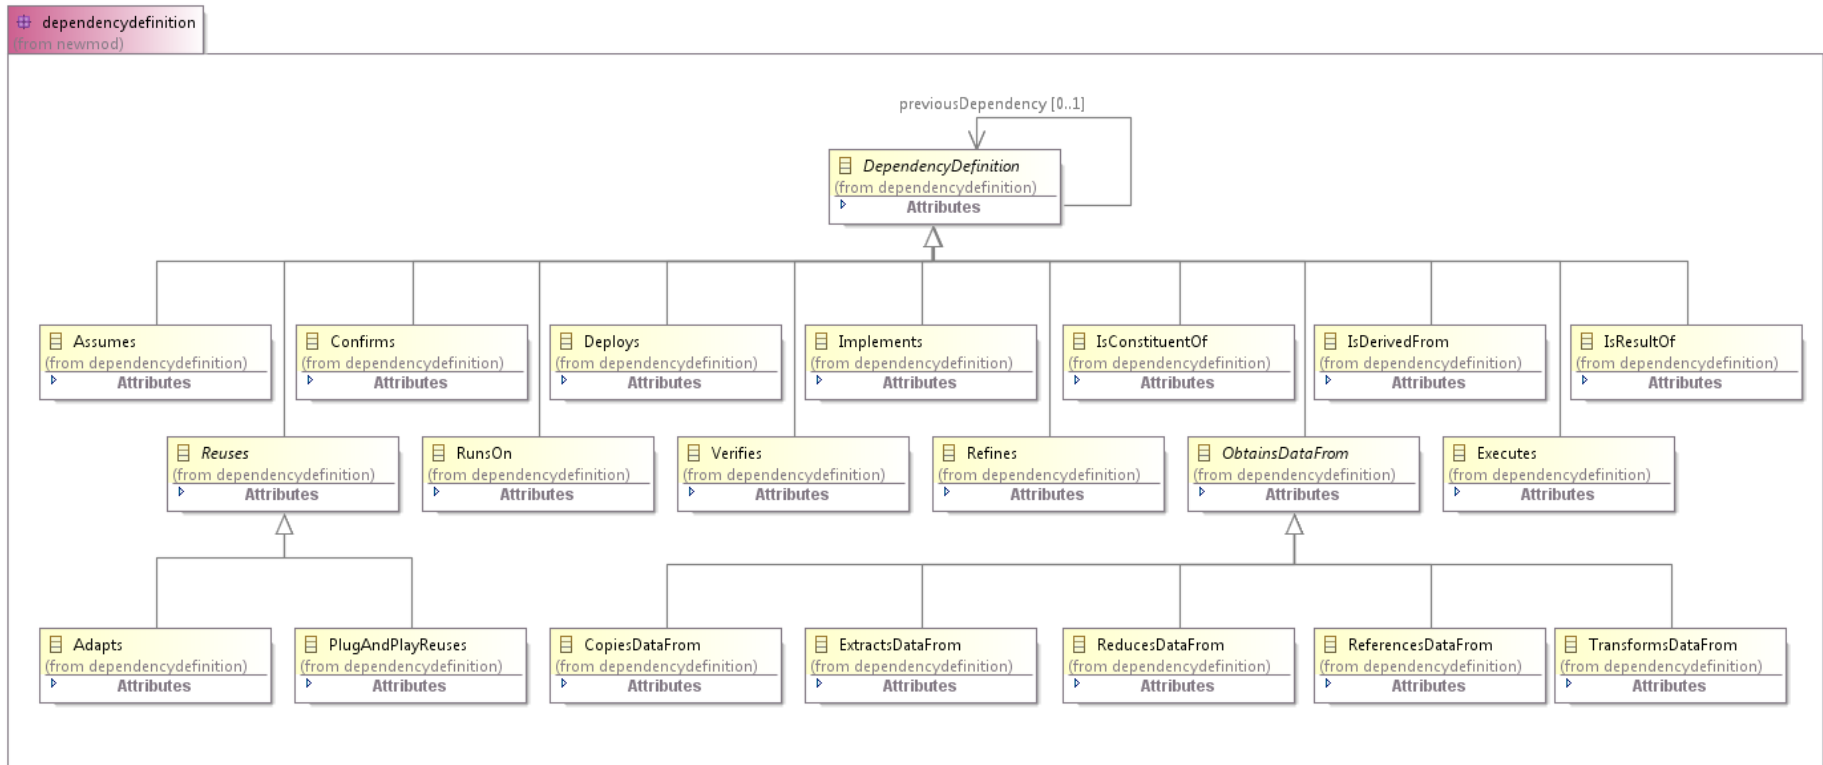 dependencydefinition
(from newmod)
previousDependency [0..1]
DependencyDefinition
(from dependencydefinition)
Attributes
Assumes
(from dependencydefinition)
Attributes
Confirms
(from dependencydefinition)
Attributes
Deploys
(from dependencydefinition)
Attributes
Implements
(from dependencydefinition)
Attributes
IsConstituentOf
(from dependencydefinition)
Attributes
IsDerivedFrom
(from dependencydefinition)
Attributes
IsResultOf
(from dependencydefinition)
Attributes
Reuses
(from dependencydefinition)
Attributes
RunsOn
(from dependencydefinition)
Attributes
Verifies
(from dependencydefinition)
Attributes
Refines
(from dependencydefinition)
Attributes
ObtainsDataFrom
(from dependencydefinition)
Attributes
Executes
(from dependencydefinition)
Attributes
Adapts
(from dependencydefinition)
Attributes
PlugAndPlayReuses
(from dependencydefinition)
Attributes
CopiesDataFrom
(from dependencydefinition)
Attributes
ExtractsDataFrom
(from dependencydefinition)
Attributes
ReducesDataFrom
(from dependencydefinition)
Attributes
ReferencesDataFrom
(from dependencydefinition)
Attributes
TransformsDataFrom
(from dependencydefinition)
Attributes